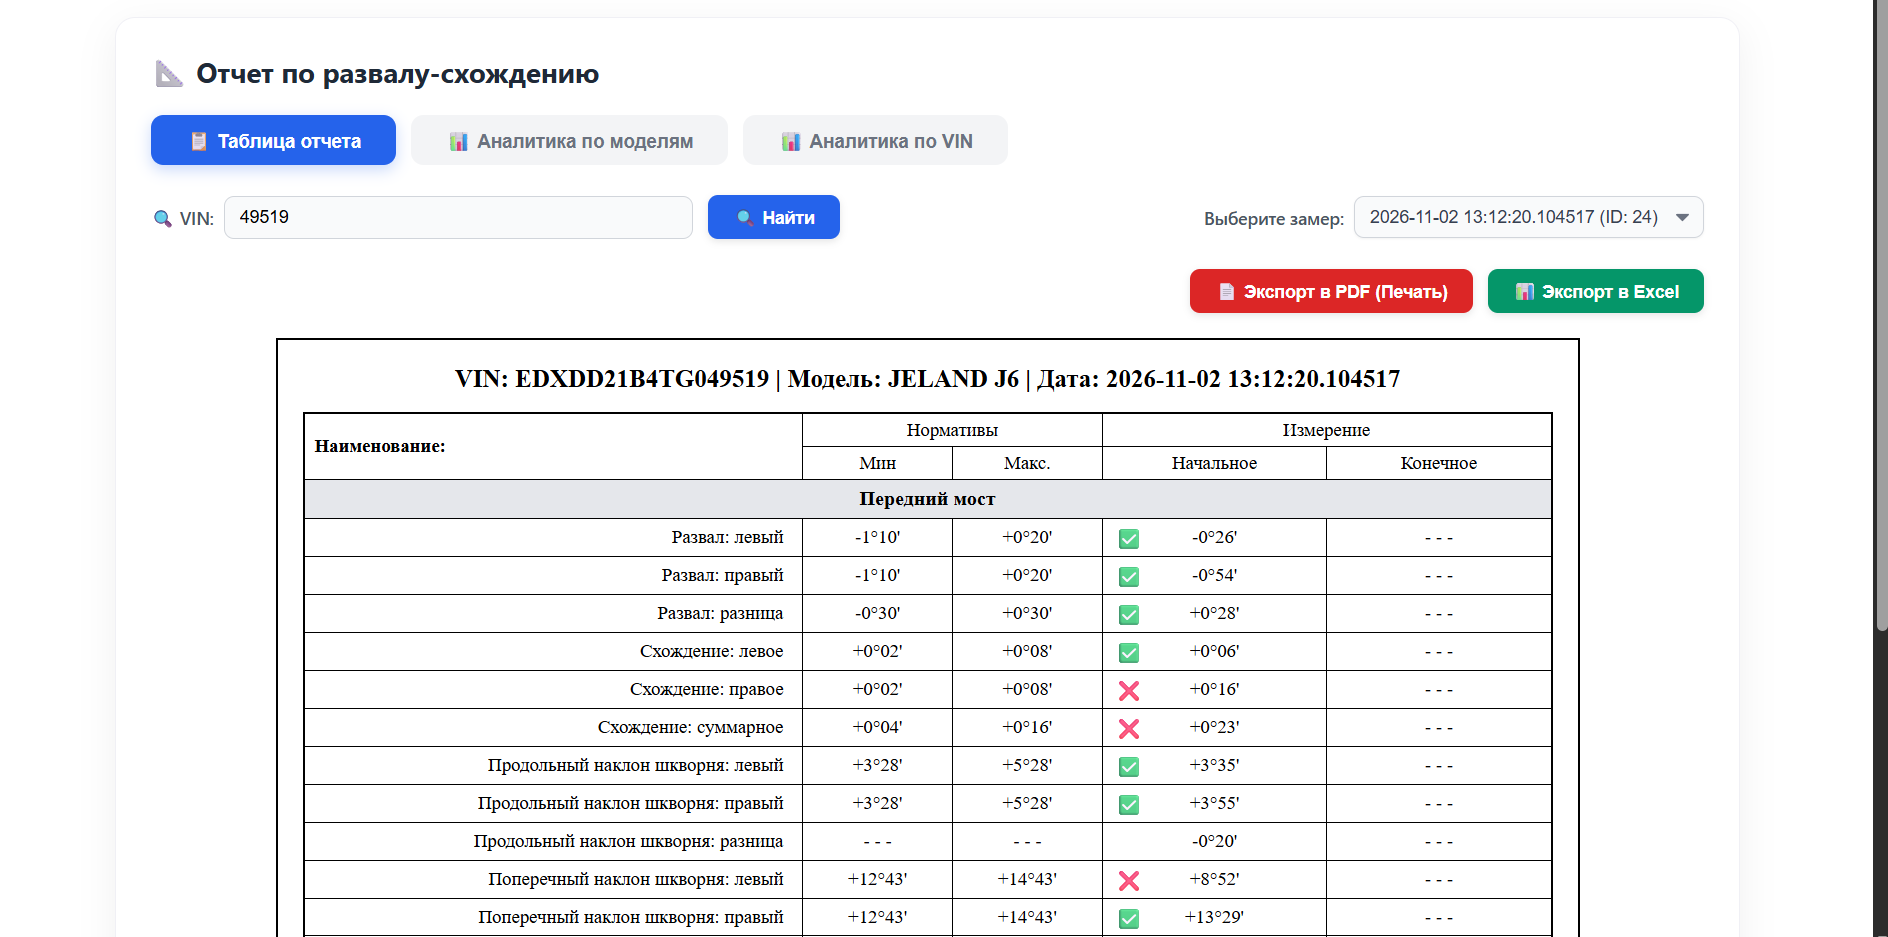 Отчет по развалу-схождению
Таблица отчета Аналитика по моделям Аналитика по VIN
VIN: 49519 Найти Выберите замер: 2026-11-02 13:12:20.104517 (ID: 24)
Экспорт в PDF (Печать) Экспорт в Excel
VIN: EDXDD21B4TG049519 | Модель: JELAND J6 | Дата: 2026-11-02 13:12:20.104517
Наименование: Нормативы Измерение
Мин Макс. Начальное Конечное
Передний мост
Развал: левый -1°10' +0°20' ✅ -0°26' - - -
Развал: правый -1°10' +0°20' ✅ -0°54' - - -
Развал: разница -0°30' +0°30' ✅ +0°28' - - -
Схождение: левое +0°02' +0°08' ✅ +0°06' - - -
Схождение: правое +0°02' +0°08' ❌ +0°16' - - -
Схождение: суммарное +0°04' +0°16' ❌ +0°23' - - -
Продольный наклон шкворня: левый +3°28' +5°28' ✅ +3°35' - - -
Продольный наклон шкворня: правый +3°28' +5°28' ✅ +3°55' - - -
Продольный наклон шкворня: разница - - - - - - -0°20' - - -
Поперечный наклон шкворня: левый +12°43' +14°43' ❌ +8°52' - - -
Поперечный наклон шкворня: правый +12°43' +14°43' ✅ +13°29' - - -